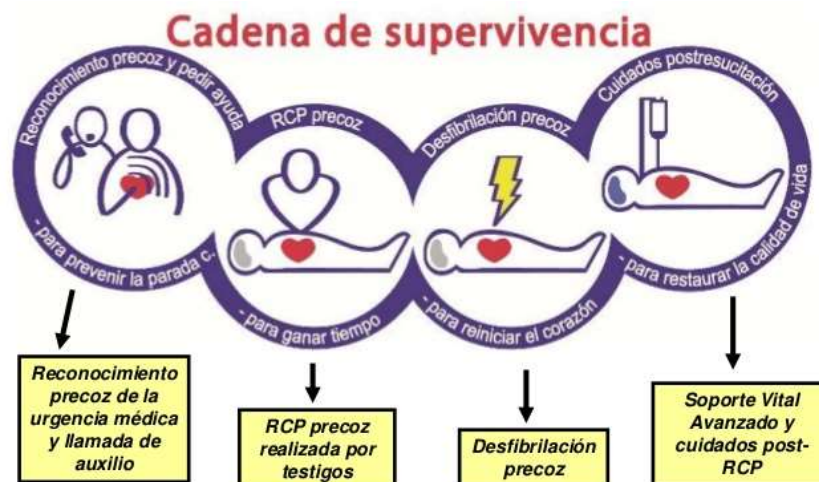 Cadena de supervivencia
Reconocimiento precoz y pedir ayuda
- para prevenir la parada c.
RCP precoz
- para ganar tiempo
Desfibrilación precoz
- para reiniciar el corazón
Cuidados postresucitación
- para restaurar la calidad de vida
Reconocimiento
precoz de la
urgencia médica
y llamada de
auxilio
RCP precoz
realizada por
testigos
Desfibrilación
precoz
Soporte Vital
Avanzado y
cuidados post-
RCP